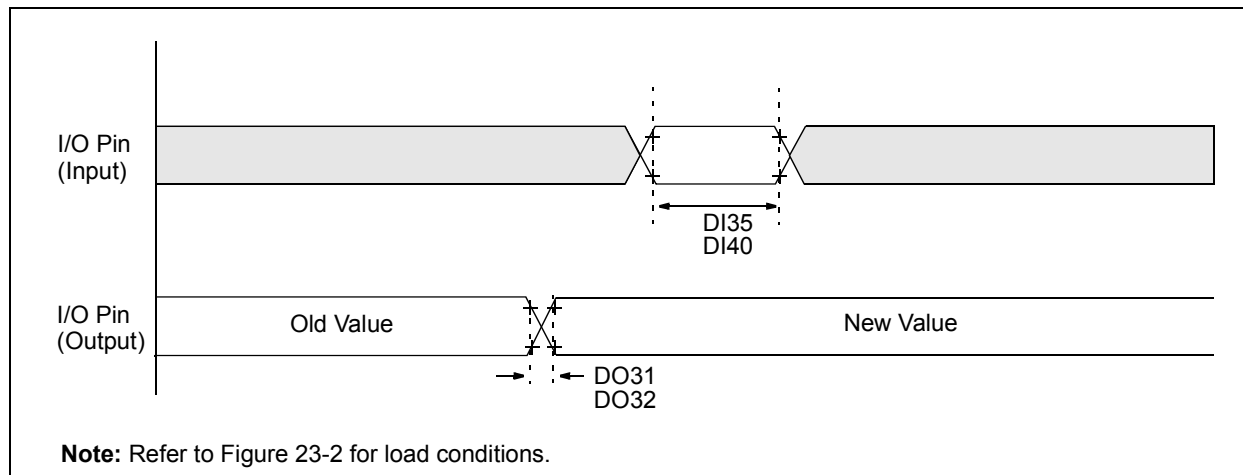 I/O Pin
(Input)
DI35
DI40
I/O Pin
(Output)
Old Value
New Value
DO31
DO32
Note: Refer to Figure 23-2 for load conditions.